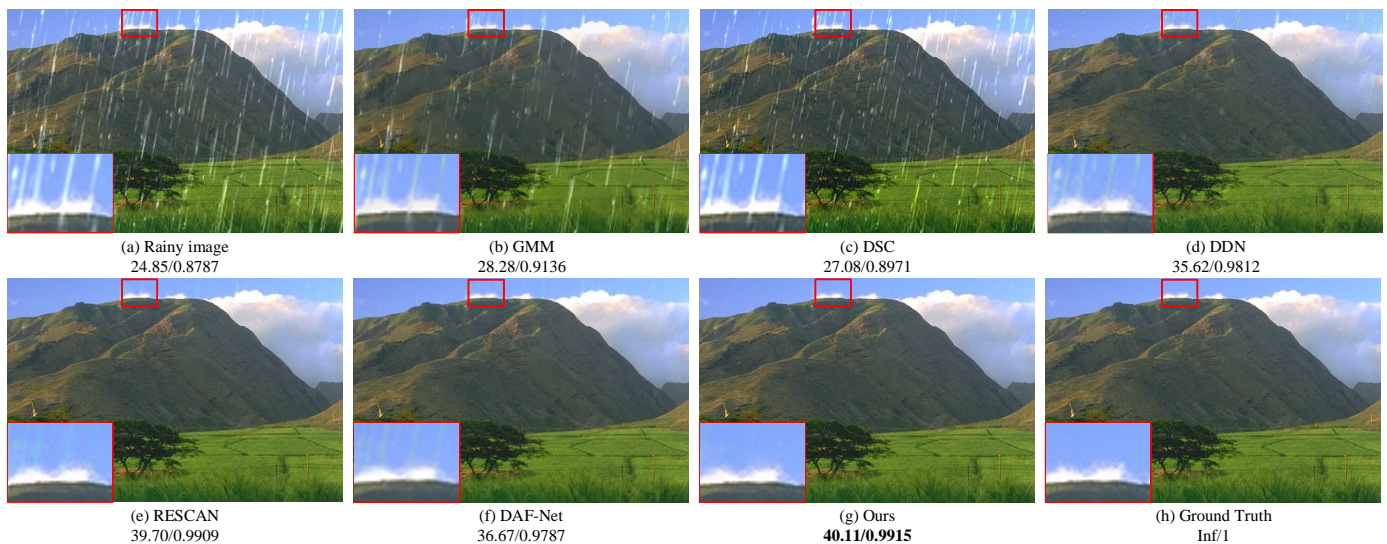 (a) Rainy image
24.85/0.8787
(b) GMM
28.28/0.9136
(c) DSC
27.08/0.8971
(d) DDN
35.62/0.9812
(e) RESCAN
39.70/0.9909
(f) DAF-Net
36.67/0.9787
(g) Ours
40.11/0.9915
(h) Ground Truth
Inf/1